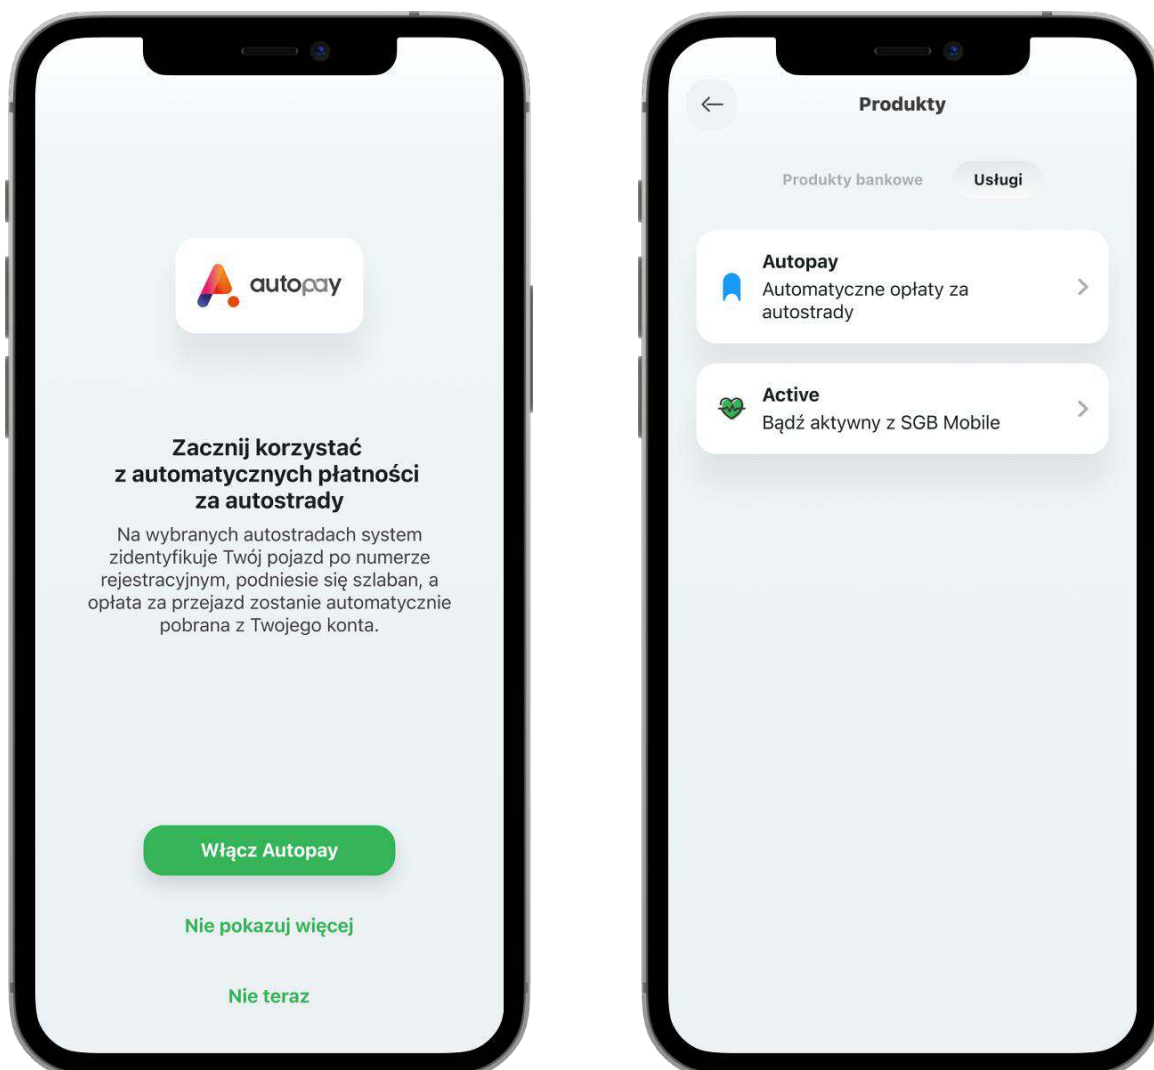 autopay
Zacznij korzystać
z automatycznych płatności
za autostrady
Na wybranych autostradach system
zidentyfikuje Twój pojazd po numerze
rejestracyjnym, podniesie się szlaban, a
opłata za przejazd zostanie automatycznie
pobrana z Twojego konta.
Włącz Autopay
Nie pokazuj więcej
Nie teraz
Produkty
Produkty bankowe Usługi
Autopay
Automatyczne opłaty za
autostrady
Active
Bądź aktywny z SGB Mobile